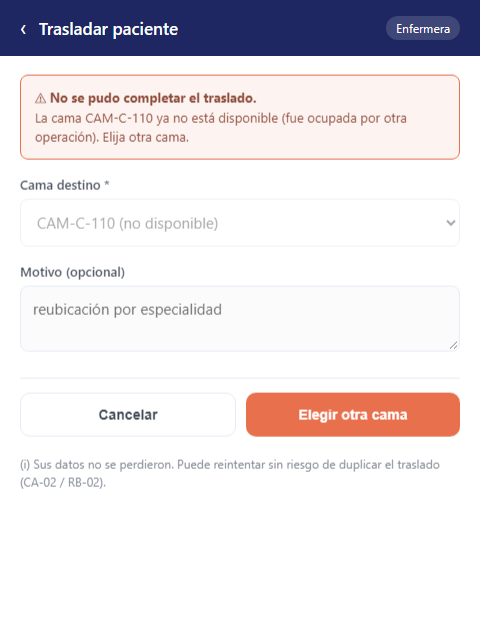 ‹ Trasladar paciente
Enfermera
⚠ No se pudo completar el traslado.
La cama CAM-C-110 ya no está disponible (fue ocupada por otra
operación). Elija otra cama.
Cama destino *
CAM-C-110 (no disponible)
Motivo (opcional)
reubicación por especialidad
Cancelar
Elegir otra cama
(i) Sus datos no se perdieron. Puede reintentar sin riesgo de duplicar el traslado
(CA-02 / RB-02).